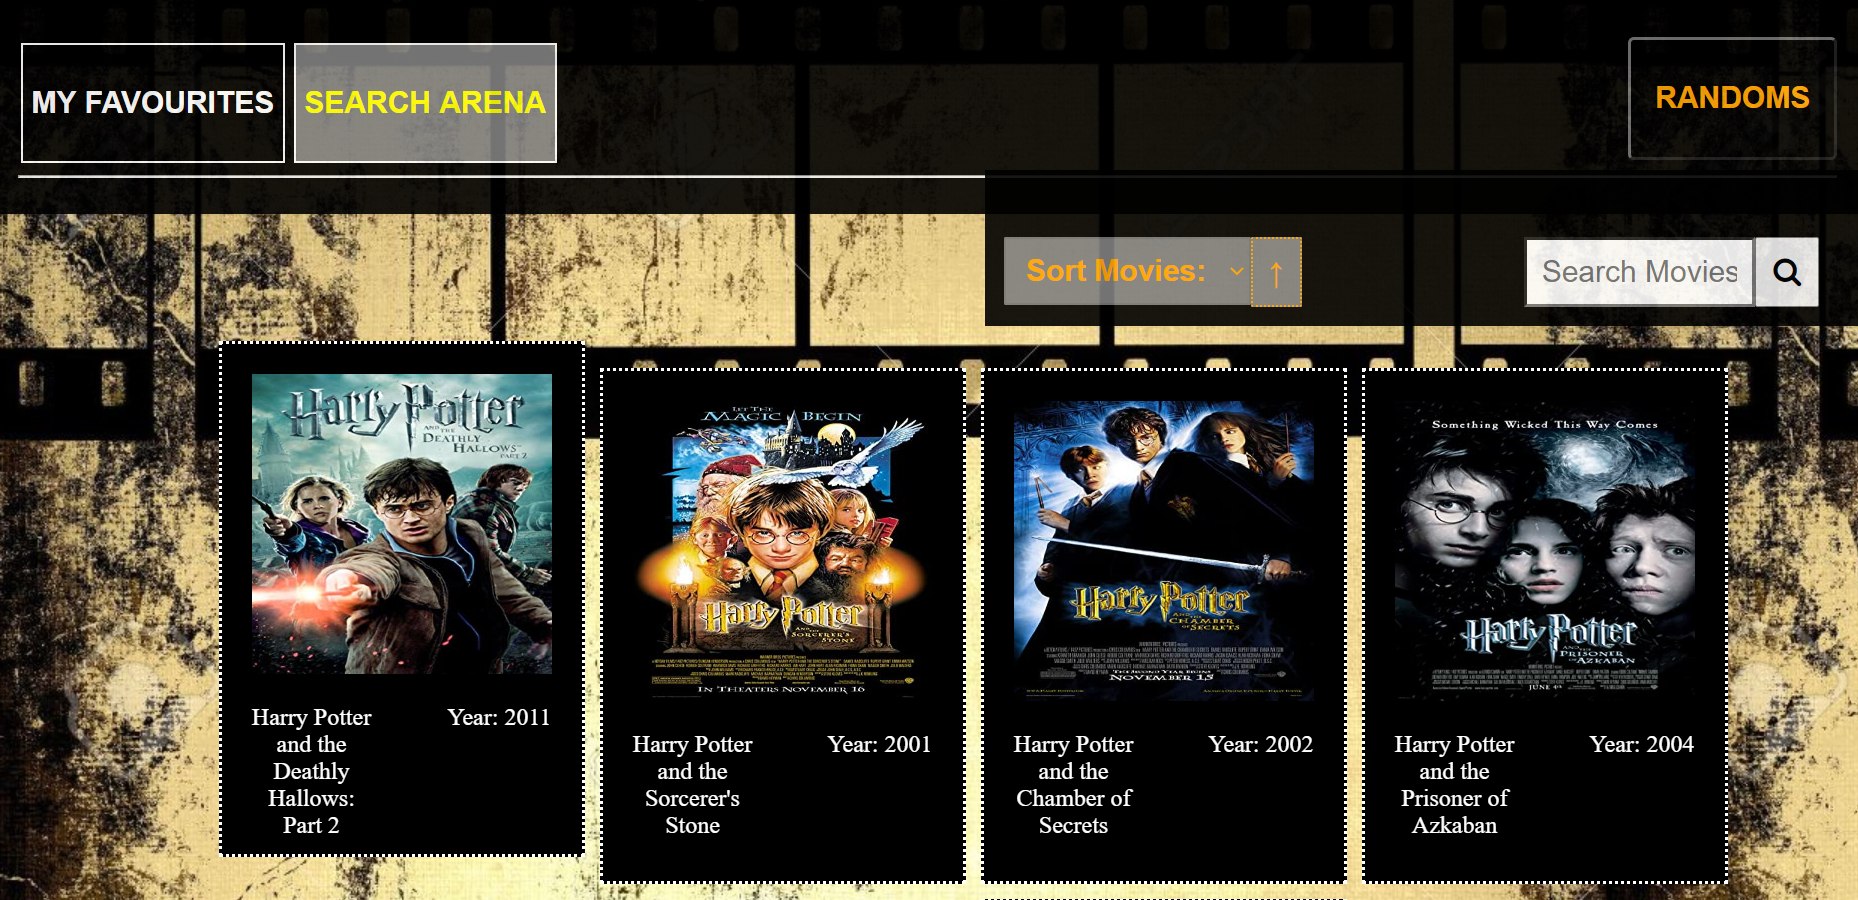 MY FAVOURITES
SEARCH ARENA
RANDOMS
Sort Movies:
↑
Search Movies
Harry Potter
AND THE
DEATHLY
HALLOWS
PART 2
Harry Potter
and the
Deathly
Hallows:
Part 2
Year: 2011
LET THE
MAGIC BEGIN
Harry Potter
AND THE
SORCERER'S
STONE
IN THEATERS NOVEMBER 16
Harry Potter
and the
Sorcerer's
Stone
Year: 2001
Harry Potter
AND THE
CHAMBER
OF SECRETS
NOVEMBER 15
Harry Potter
and the
Chamber of
Secrets
Year: 2002
Something Wicked This Way Comes
Harry Potter
AND THE
PRISONER
OF AZKABAN
JUNE 4
Harry Potter
and the
Prisoner of
Azkaban
Year: 2004